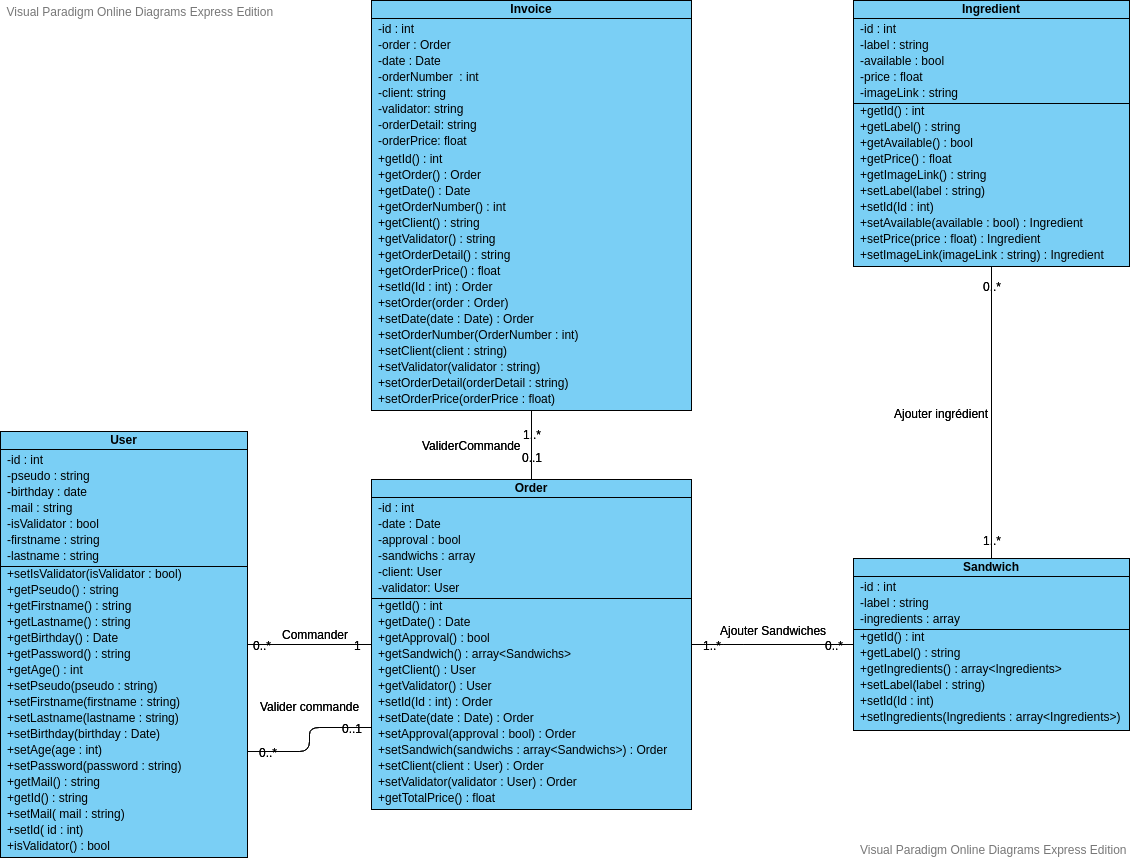 Visual Paradigm Online Diagrams Express Edition
Invoice
-id : int
-order : Order
-date : Date
-orderNumber  : int
-client: string
-validator: string
-orderDetail: string
-orderPrice: float
+getId() : int
+getOrder() : Order
+getDate() : Date
+getOrderNumber() : int
+getClient() : string
+getValidator() : string
+getOrderDetail() : string
+getOrderPrice() : float
+setId(Id : int) : Order
+setOrder(order : Order)
+setDate(date : Date) : Order
+setOrderNumber(OrderNumber : int)
+setClient(client : string)
+setValidator(validator : string)
+setOrderDetail(orderDetail : string)
+setOrderPrice(orderPrice : float)
Ingredient
-id : int
-label : string
-available : bool
-price : float
-imageLink : string
+getId() : int
+getLabel() : string
+getAvailable() : bool
+getPrice() : float
+getImageLink() : string
+setLabel(label : string)
+setId(Id : int)
+setAvailable(available : bool) : Ingredient
+setPrice(price : float) : Ingredient
+setImageLink(imageLink : string) : Ingredient
0..*
Ajouter ingrédient
1..*
1..*
ValiderCommande
0..1
User
-id : int
-pseudo : string
-birthday : date
-mail : string
-isValidator : bool
-firstname : string
-lastname : string
+setIsValidator(isValidator : bool)
+getPseudo() : string
+getFirstname() : string
+getLastname() : string
+getBirthday() : Date
+getPassword() : string
+getAge() : int
+setPseudo(pseudo : string)
+setFirstname(firstname : string)
+setLastname(lastname : string)
+setBirthday(birthday : Date)
+setAge(age : int)
+setPassword(password : string)
+getMail() : string
+getId() : string
+setMail( mail : string)
+setId( id : int)
+isValidator() : bool
Commander
0..*
1
Valider commande
0..1
0..*
Order
-id : int
-date : Date
-approval : bool
-sandwichs : array
-client: User
-validator: User
+getId() : int
+getDate() : Date
+getApproval() : bool
+getSandwich() : array<Sandwichs>
+getClient() : User
+getValidator() : User
+setId(Id : int) : Order
+setDate(date : Date) : Order
+setApproval(approval : bool) : Order
+setSandwich(sandwichs : array<Sandwichs>) : Order
+setClient(client : User) : Order
+setValidator(validator : User) : Order
+getTotalPrice() : float
Ajouter Sandwiches
1..*
0..*
Sandwich
-id : int
-label : string
-ingredients : array
+getId() : int
+getLabel() : string
+getIngredients() : array<Ingredients>
+setLabel(label : string)
+setId(Id : int)
+setIngredients(Ingredients : array<Ingredients>)
Visual Paradigm Online Diagrams Express Edition